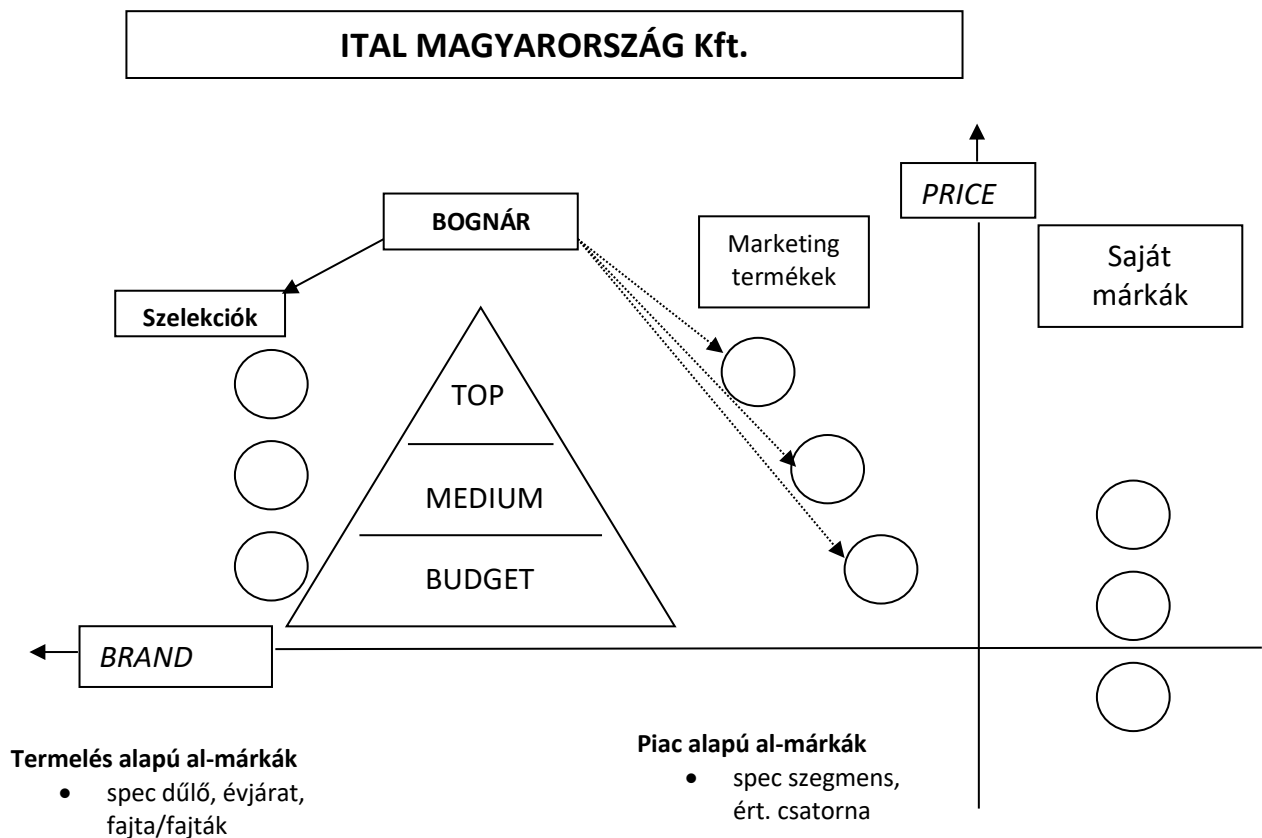 ITAL MAGYARORSZÁG Kft.
PRICE
BOGNÁR
Marketing
termékek
Saját
márkák
Szelekciók
TOP
MEDIUM
BUDGET
BRAND
Termelés alapú al-márkák
• spec dűlő, évjárat,
fajta/fajták
Piac alapú al-márkák
• spec szegmens,
ért. csatorna